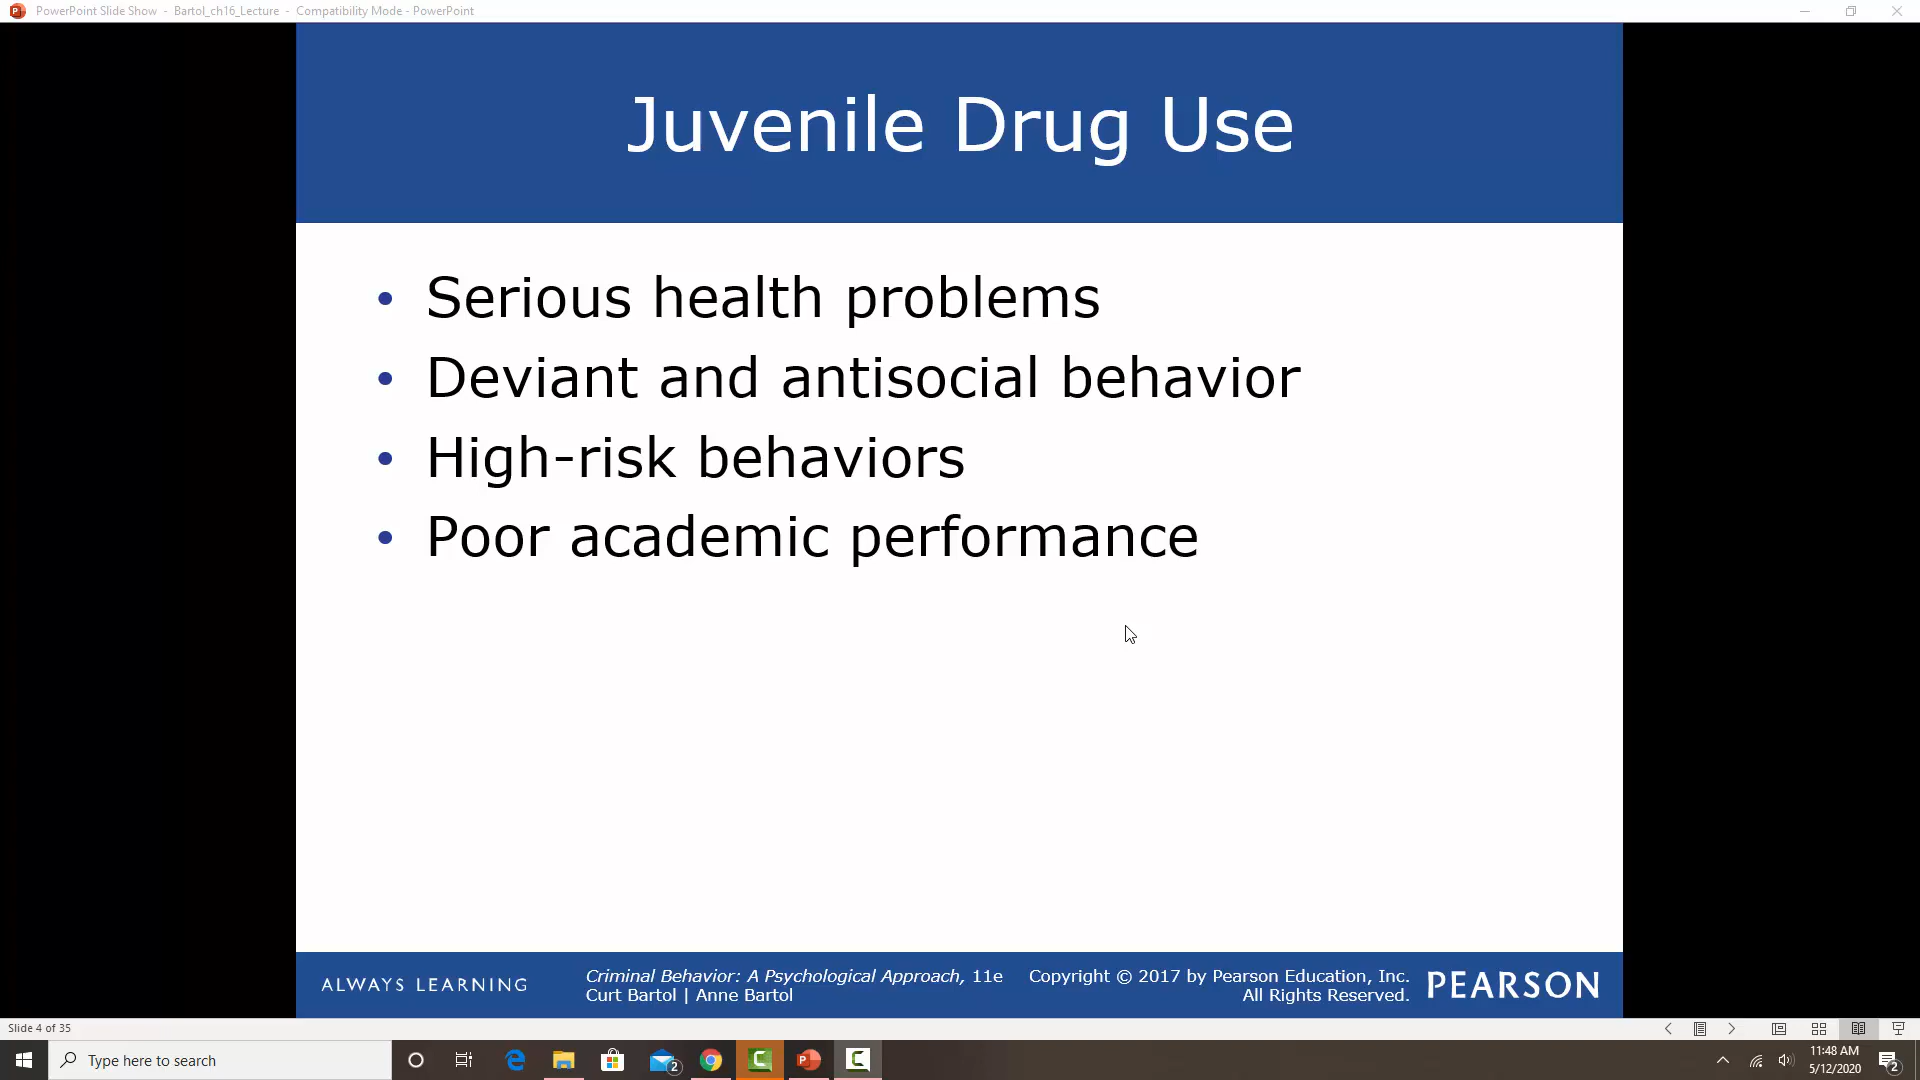 PowerPoint Slide Show - Bartol_ch16_Lecture - Compatibility Mode - PowerPoint
Juvenile Drug Use
• Serious health problems
• Deviant and antisocial behavior
• High-risk behaviors
• Poor academic performance
ALWAYS LEARNING
Criminal Behavior: A Psychological Approach, 11e
Curt Bartol | Anne Bartol
Copyright © 2017 by Pearson Education, Inc.
All Rights Reserved.
PEARSON
Slide 4 of 35
Type here to search
2
11:48 AM
5/12/2020
2